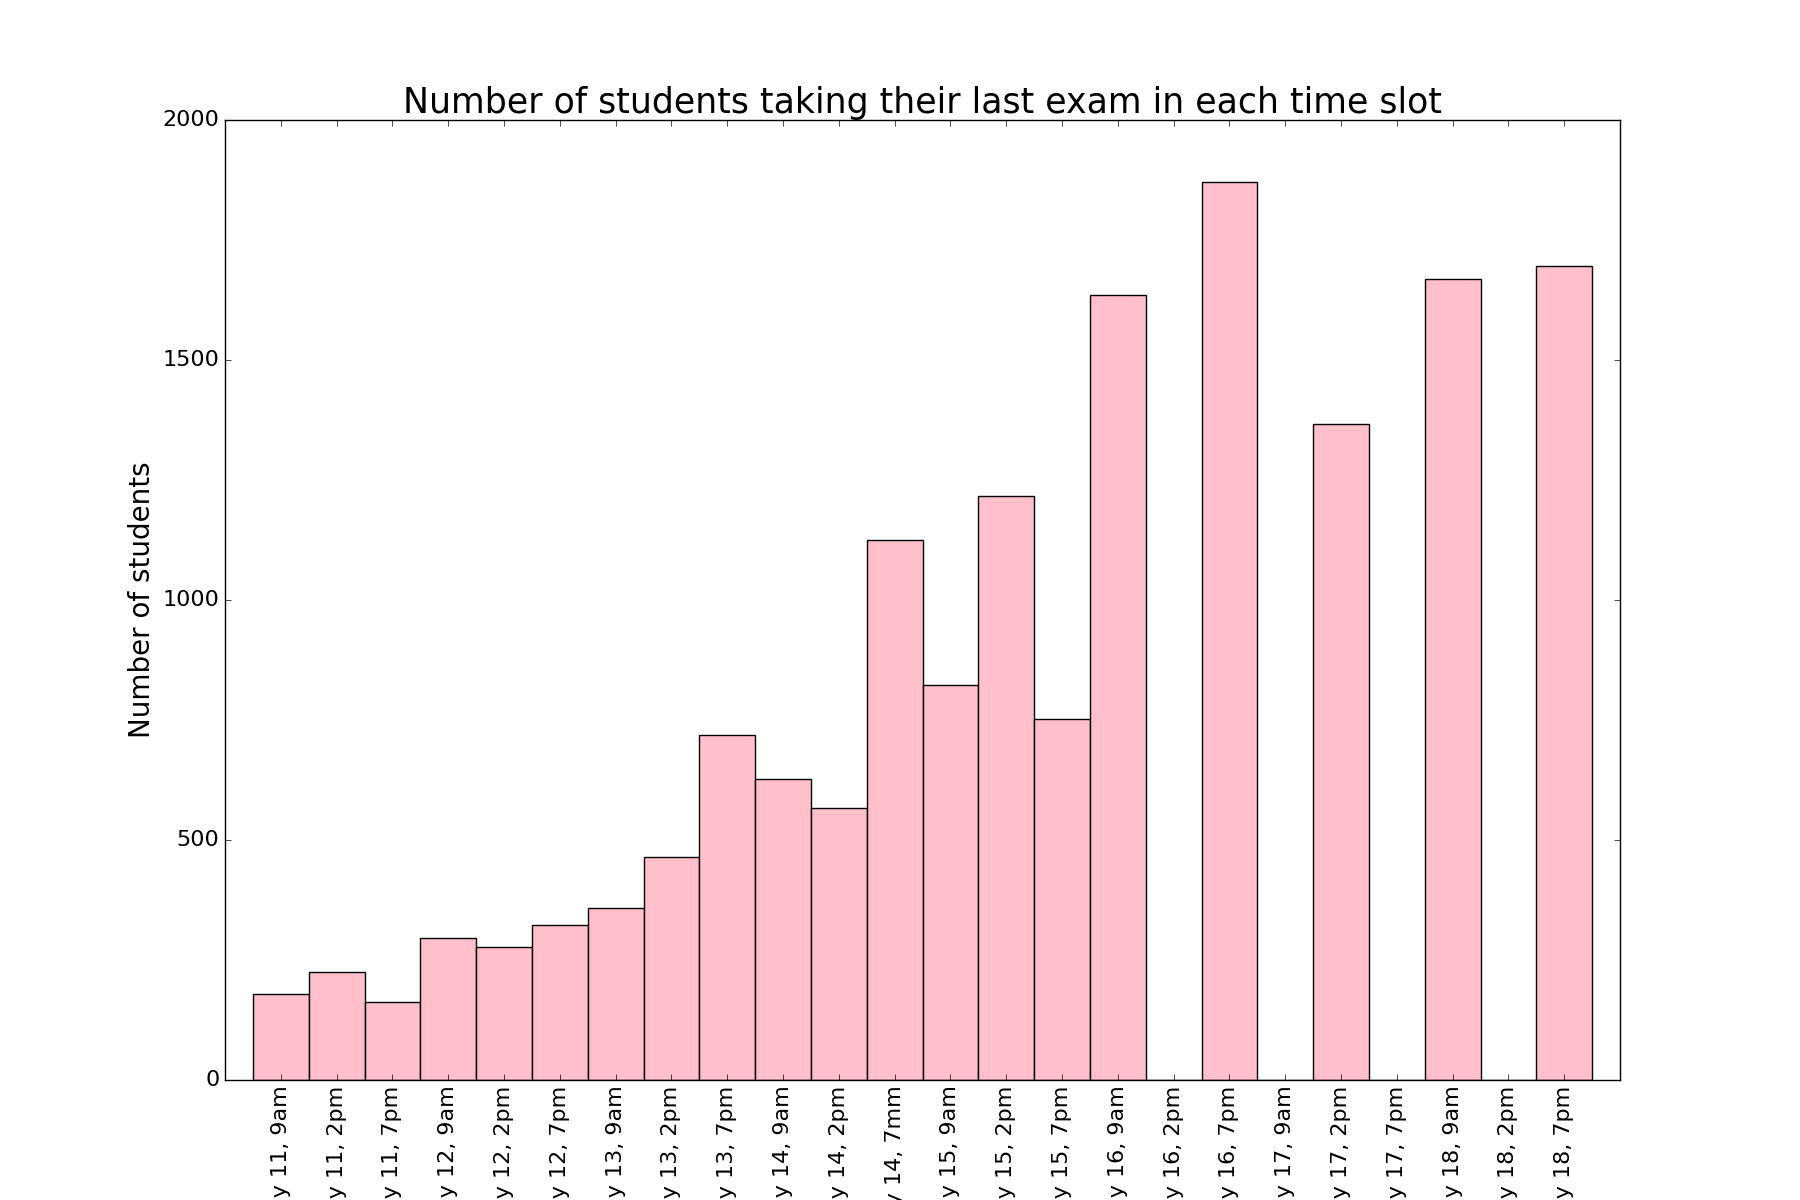 Number of students taking their last exam in each time slot
Number of students
2000
1500
1000
500
0
y 11, 9am
y 11, 2pm
y 11, 7pm
y 12, 9am
y 12, 2pm
y 12, 7pm
y 13, 9am
y 13, 2pm
y 13, 7pm
y 14, 9am
y 14, 2pm
y 14, 7mm
y 15, 9am
y 15, 2pm
y 15, 7pm
y 16, 9am
y 16, 2pm
y 16, 7pm
y 17, 9am
y 17, 2pm
y 17, 7pm
y 18, 9am
y 18, 2pm
y 18, 7pm